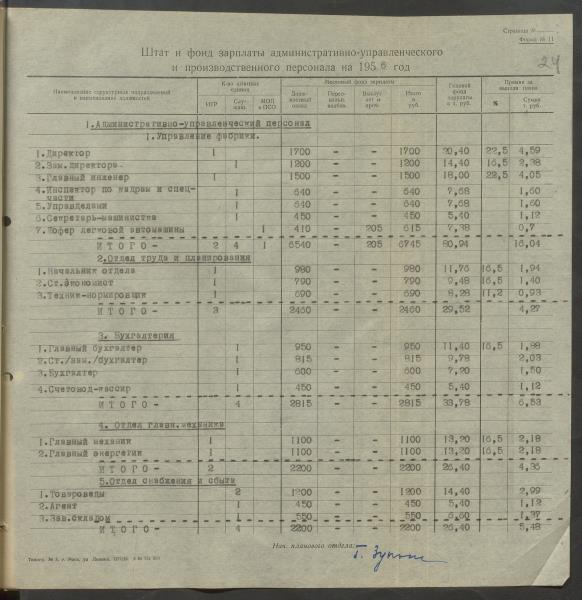 Страница №
Форма № 11
24
Штат и фонд зарплаты административно-управленческого
и производственного персонала на 1956 год
Наименование структурных подразделений и наименование должностей | К-во штатных единиц: ИТР | Служащ. | МОП и ПСО | Месячный фонд зарплаты: Должностной оклад | Персон. надбав. | Выслуга лет и проч. | Итого в руб. | Годовой фонд зарплаты в т. руб. | Премия за выполн. плана: % | Сумма т. руб.
1.Административно-управленческий персонал
1.Управление фабрики.
1.Директор 1 1700 - - 1700 20,40 22,5 4,59
2.Зам.директора 1 1200 - - 1200 14,40 16,5 2,38
3.Главный инженер 1 1500 - - 1500 18,00 22,5 4,05
4.Инспектор по кадрам и спецчасти 1 640 - - 640 7,68 1,60
5.Управделами 1 640 - - 640 7,68 1,60
6.Секретарь-машинистка 1 450 - - 450 5,40 1,12
7.Шофер легковой автомашины 1 410 - 205 615 7,38 0,7
ИТОГО- 2 4 1 6540 - 205 6745 80,94 16,04
2.Отдел труда и планирования
1.Начальник отдела 1 980 - - 980 11,76 16,5 1,94
2.Ст.Экономист 1 790 - - 790 9,48 16,5 1,40
3.Техник-нормировщик 1 690 - - 690 8,28 11,2 0,93
ИТОГО- 3 2460 - - 2460 29,52 4,27
3. Бухгалтерия
1.Главный бухгалтер 1 950 - - 950 11,40 16,5 1,88
2.Ст./зам./бухгалтер 1 815 - - 815 9,78 2,03
3.Бухгалтер 1 600 - - 600 7,20 1,50
4.Счетовод-кассир 1 450 - - 450 5,40 1,12
ИТОГО- 4 2815 - - 2815 33,78 6,53
4. Отдел главн.механика
1.Главный механик 1 1100 - - 1100 13,20 16,5 2,18
2.Главный энергетик 1 1100 - - 1100 13,20 16,5 2,18
ИТОГО- 2 2200 - - 2200 26,40 4,36
5.Отдел снабжения и сбыта
1.Товароведы 2 1200 - - 1200 14,40 2,99
2.Агент 1 450 - - 450 5,40 1,12
3.Зав.складом 1 550 - - 550 6,60 1,37
ИТОГО- 4 2200 - - 2200 26,40 5,48
Нач. планового отдела: